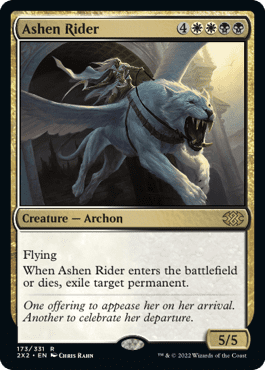 Ashen Rider 4
Creature — Archon
Flying
When Ashen Rider enters the battlefield
or dies, exile target permanent.
One offering to appease her on her arrival.
Another to celebrate her departure.
5/5
173/331 R
2X2 • EN Chris Rahn
™ & © 2022 Wizards of the Coast